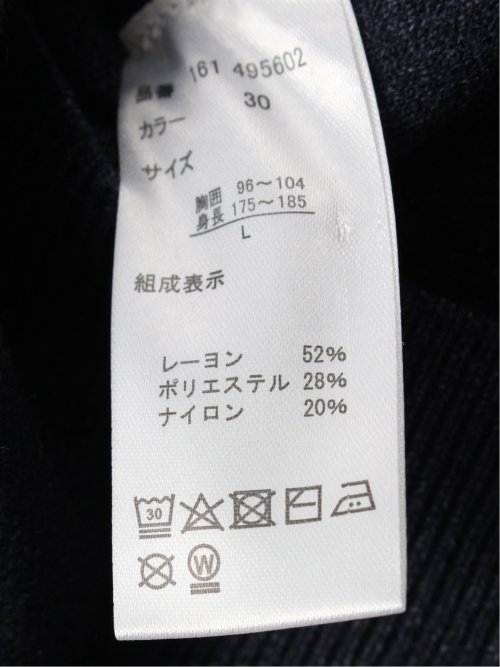 品番 161 495602
カラー 30
サイズ
胸囲 96～104
身長 175～185
L
組成表示
レーヨン 52%
ポリエステル 28%
ナイロン 20%
30
W